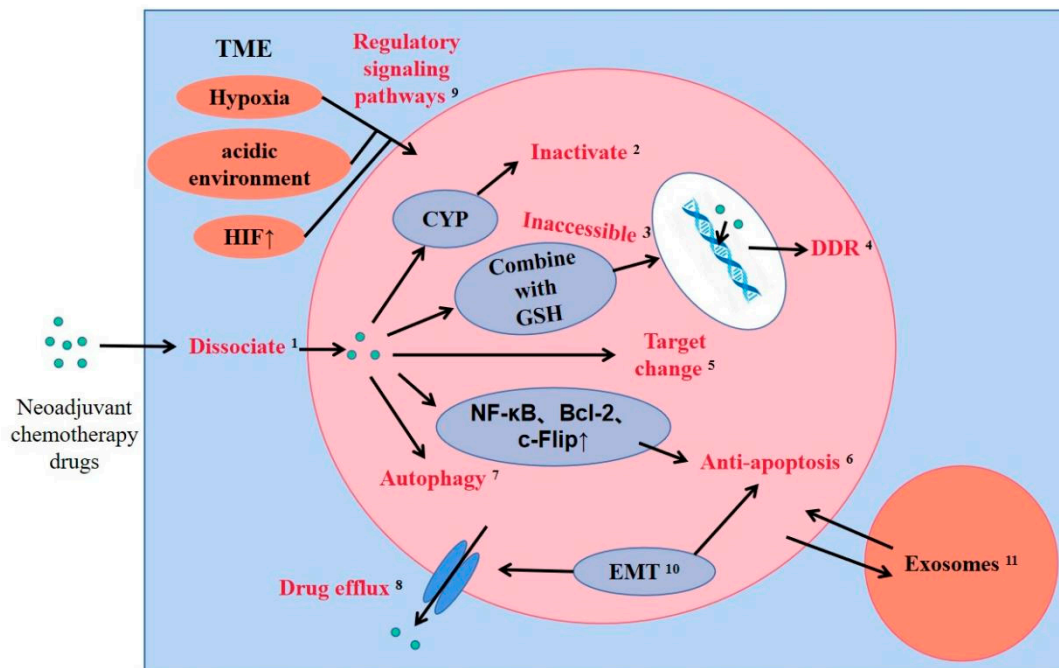 TME
Hypoxia
acidic
environment
HIF↑
Regulatory
signaling
pathways 9
Inactivate 2
CYP
Inaccessible 3
Combine
with
GSH
DDR 4
Dissociate 1
Target
change 5
Neoadjuvant
chemotherapy
drugs
NF-κB、Bcl-2、
c-Flip↑
Autophagy 7
Anti-apoptosis 6
Drug efflux 8
EMT 10
Exosomes 11